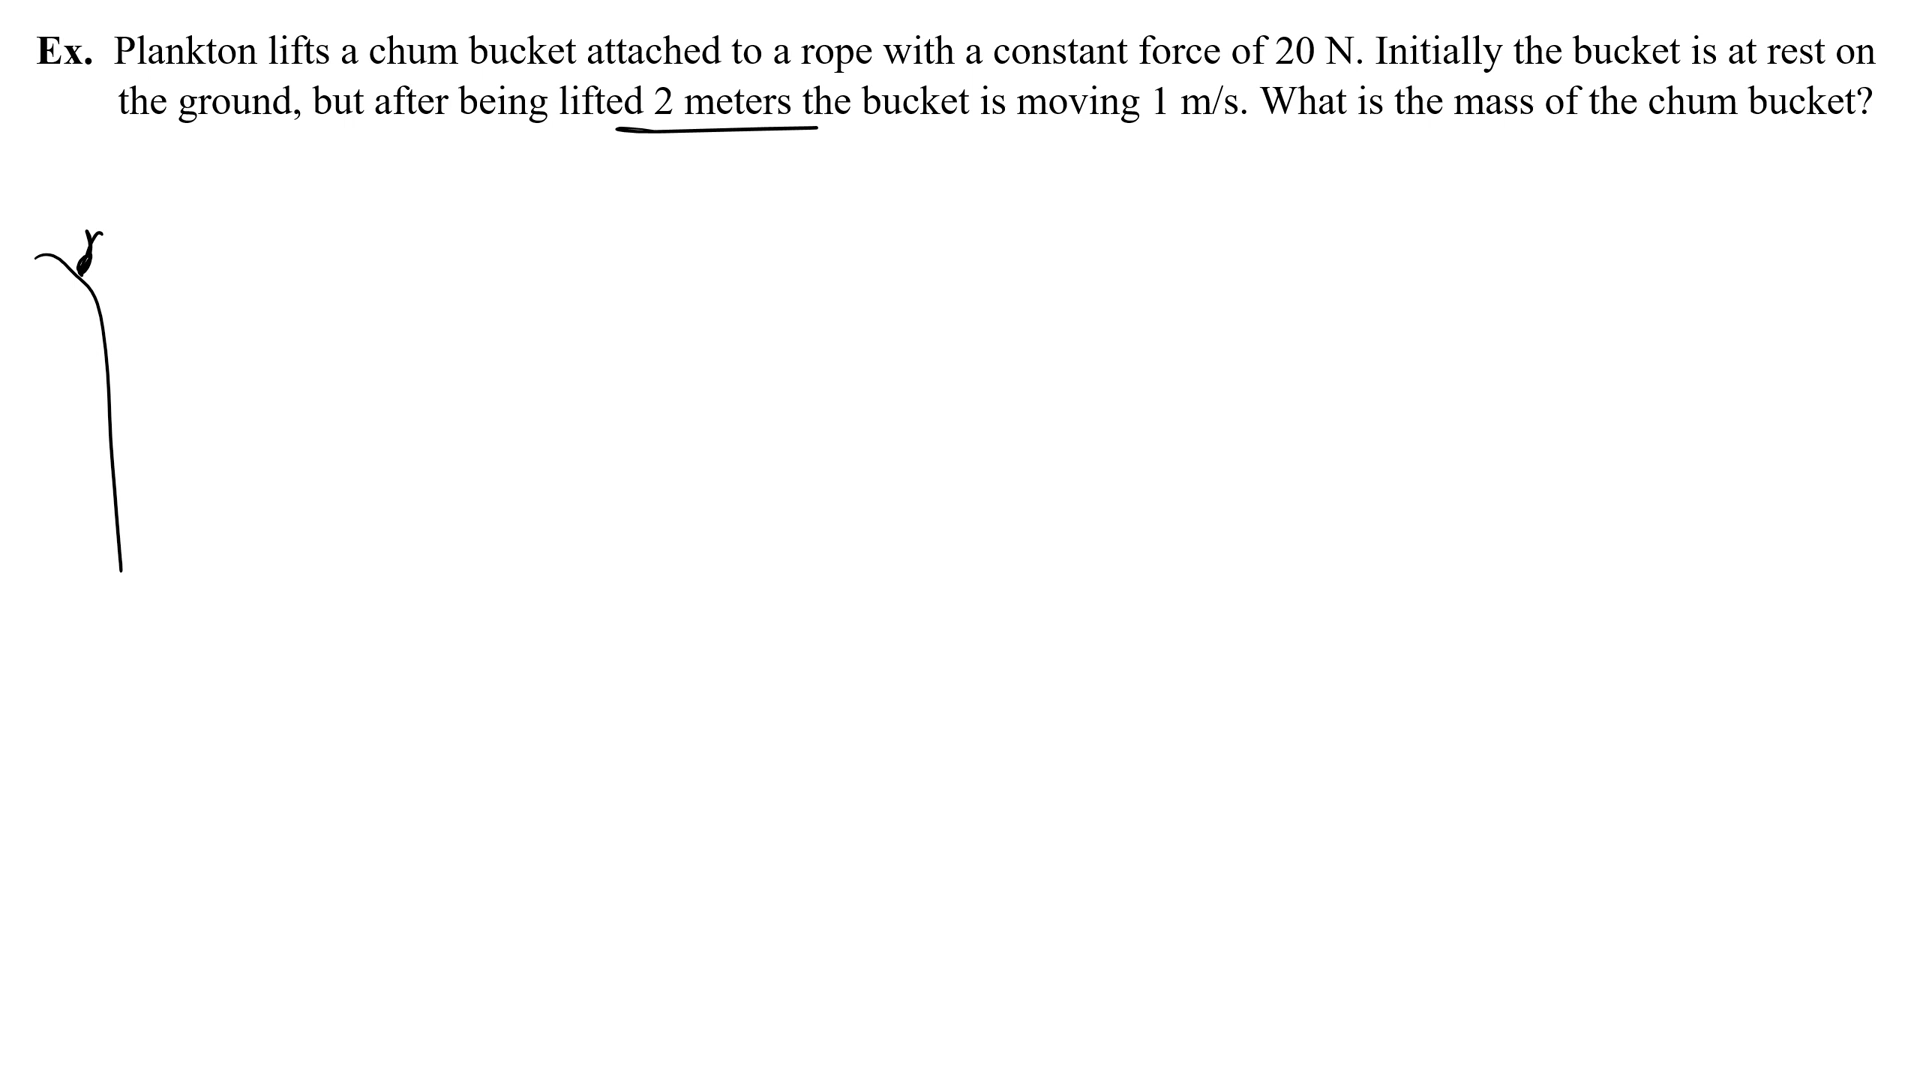 Ex. Plankton lifts a chum bucket attached to a rope with a constant force of 20 N. Initially the bucket is at rest on
the ground, but after being lifted 2 meters the bucket is moving 1 m/s. What is the mass of the chum bucket?